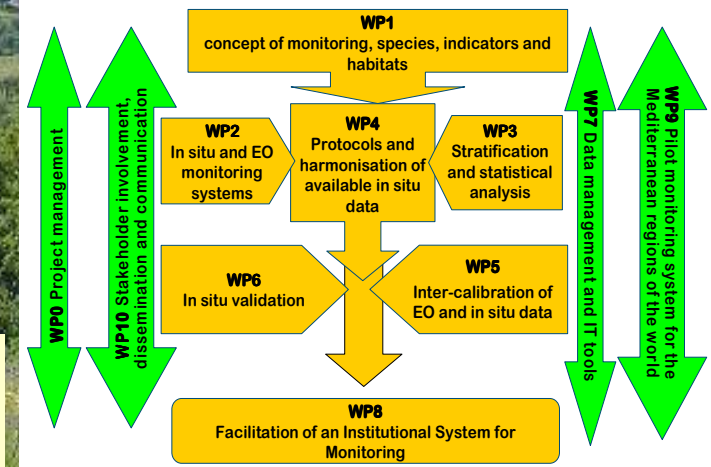 WP1
concept of monitoring, species, indicators and
habitats
WP0 Project management
WP10 Stakeholder involvement,
dissemination and communication
WP2
In situ and EO
monitoring
systems
WP4
Protocols and
harmonisation of
available in situ
data
WP3
Stratification
and statistical
analysis
WP7 Data management and IT tools
WP9 Pilot monitoring system for the
Mediterranean regions of the world
WP6
In situ validation
WP5
Inter-calibration of
EO and in situ data
WP8
Facilitation of an Institutional System for
Monitoring